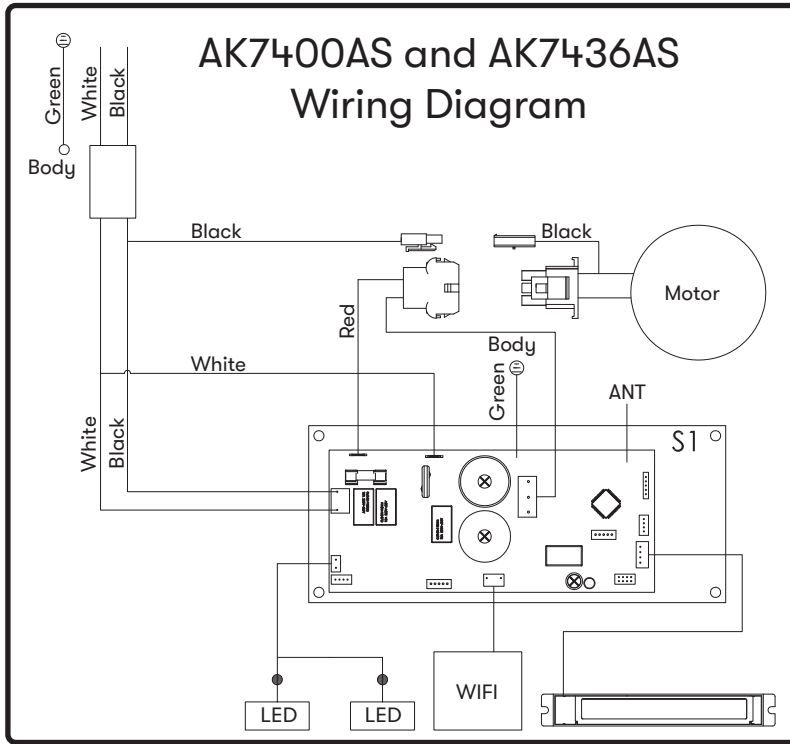 AK7400AS and AK7436AS
Wiring Diagram
Green
White
Black
Body
Black
Black
Motor
Red
White
Body
Green
ANT
White
Black
S1
LED
LED
WIFI